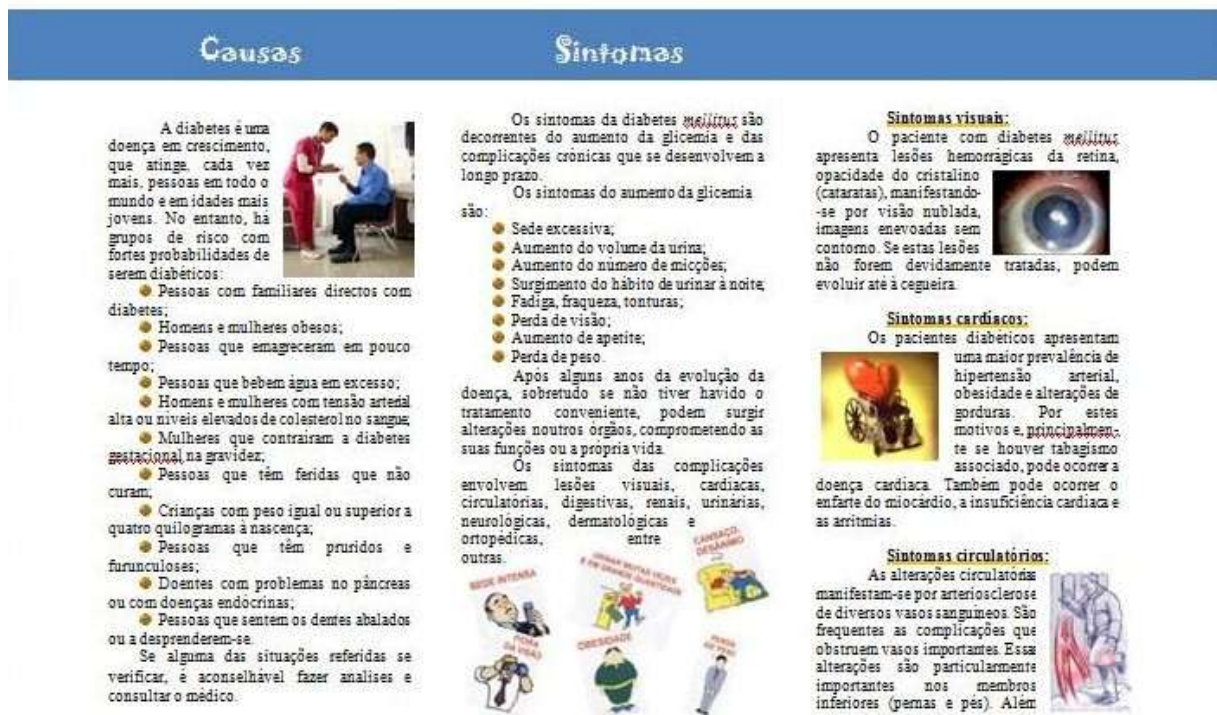 Causas
Sintomas
A diabetes é uma
doença em crescimento,
que atinge, cada vez
mais, pessoas em todo o
mundo e em idades mais
jovens. No entanto, há
grupos de risco com
fortes probabilidades de
serem diabéticos:
Pessoas com familiares directos com
diabetes;
Homens e mulheres obesos;
Pessoas que emagreceram em pouco
tempo;
Pessoas que bebem água em excesso;
Homens e mulheres com tensão arterial
alta ou níveis elevados de colesterol no sangue;
Mulheres que contraíram a diabetes
gestacional na gravidez;
Pessoas que têm feridas que não
curam;
Crianças com peso igual ou superior a
quatro quilogramas à nascença;
Pessoas que têm pruridos e
furunculoses;
Doentes com problemas no pâncreas
ou com doenças endócrinas;
Pessoas que sentem os dentes abalados
ou a desprenderem-se.
Se alguma das situações referidas se
verificar, é aconselhável fazer analises e
consultar o médico.
Os sintomas da diabetes mellitus são
decorrentes do aumento da glicemia e das
complicações crónicas que se desenvolvem a
longo prazo.
Os sintomas do aumento da glicemia
são:
Sede excessiva;
Aumento do volume da urina;
Aumento do número de micções;
Surgimento do hábito de urinar à noite;
Fadiga, fraqueza, tonturas;
Perda de visão;
Aumento de apetite;
Perda de peso.
Após alguns anos da evolução da
doença, sobretudo se não tiver havido o
tratamento conveniente, podem surgir
alterações noutros órgãos, comprometendo as
suas funções ou a própria vida.
Os sintomas das complicações
envolvem lesões visuais, cardíacas,
circulatórias, digestivas, renais, urinárias,
neurológicas, dermatológicas e
ortopédicas, entre
outras.
CANSAÇO,
DESÂNIMO
URINAR MUITAS VEZES
E EM GRANDE QUANTIDADE
SEDE INTENSA
PIORA
DA VISÃO
OBESIDADE
PERDA
DE PESO
Sintomas visuais:
O paciente com diabetes mellitus
apresenta lesões hemorrágicas da retina,
opacidade do cristalino
(cataratas), manifestando-
-se por visão nublada,
imagens enevoadas sem
contorno. Se estas lesões
não forem devidamente tratadas, podem
evoluir até à cegueira.
Sintomas cardíacos:
Os pacientes diabéticos apresentam
uma maior prevalência de
hipertensão arterial,
obesidade e alterações de
gorduras. Por estes
motivos e, principalmen-
te se houver tabagismo
associado, pode ocorrer a
doença cardíaca. Também pode ocorrer o
enfarte do miocárdio, a insuficiência cardíaca e
as arritmias.
Sintomas circulatórios:
As alterações circulatórias
manifestam-se por arteriosclerose
de diversos vasos sanguíneos. São
frequentes as complicações que
obstruem vasos importantes. Essas
alterações são particularmente
importantes nos membros
inferiores (pernas e pés). Além